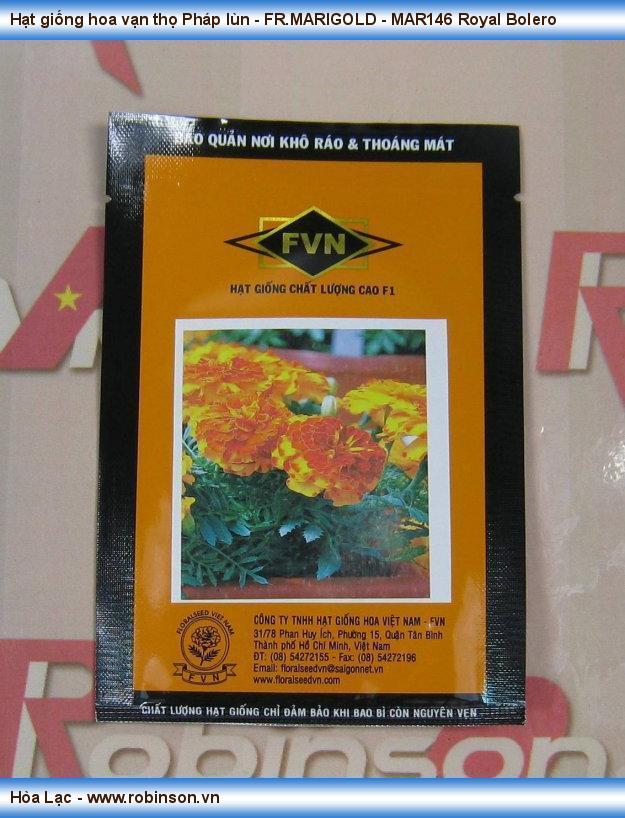 Hạt giống hoa vạn thọ Pháp lùn - FR.MARIGOLD - MAR146 Royal Bolero
BẢO QUẢN NƠI KHÔ RÁO & THOÁNG MÁT
FVN
HẠT GIỐNG CHẤT LƯỢNG CAO F1
FLORALSEED VIET NAM
FVN
CÔNG TY TNHH HẠT GIỐNG HOA VIỆT NAM - FVN
31/78 Phan Huy Ích, Phường 15, Quận Tân Bình
Thành phố Hồ Chí Minh, Việt Nam
ĐT: (08) 54272155 - Fax: (08) 54272196
Email: floralseedvn@saigonnet.vn
www.floralseedvn.com
CHẤT LƯỢNG HẠT GIỐNG CHỈ ĐẢM BẢO KHI BAO BÌ CÒN NGUYÊN VẸN
Robinson
Robinson
Hòa Lạc - www.robinson.vn